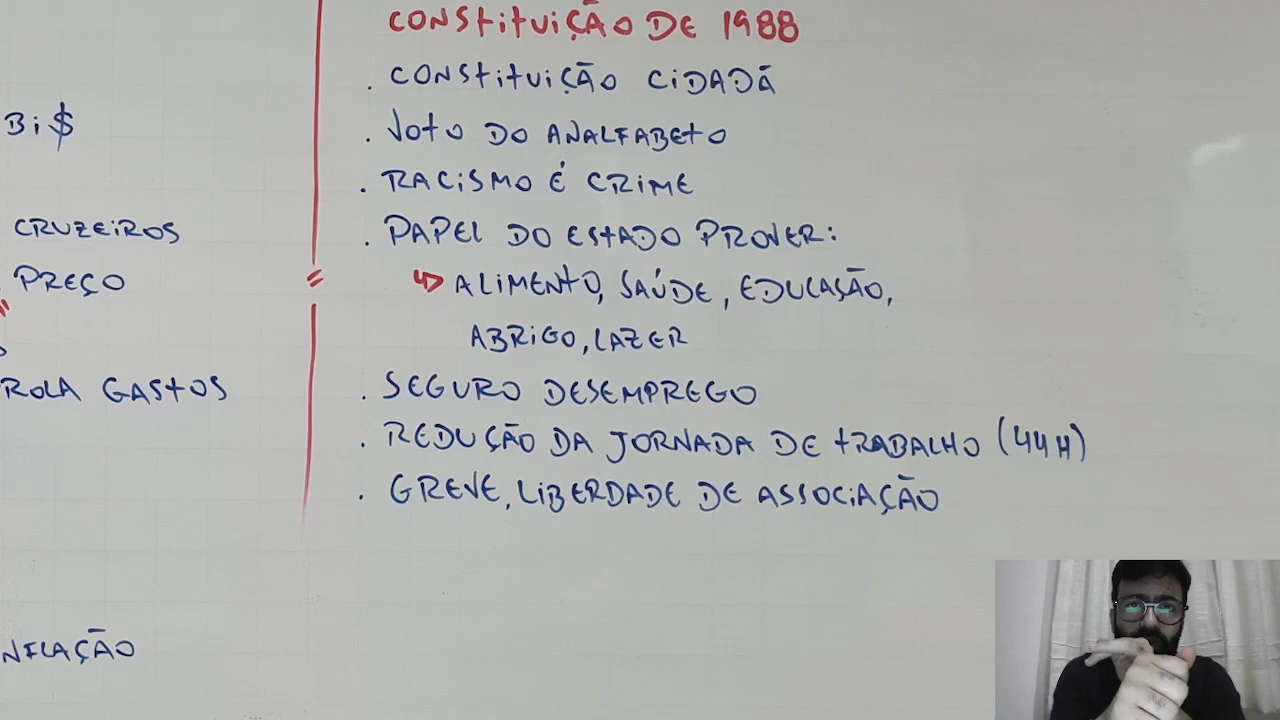 CONSTITUIÇÃO DE 1988
. CONSTITUIÇÃO CIDADÃ
. VOTO DO ANALFABETO
. RACISMO É CRIME
. PAPEL DO ESTADO PROVER:
↳ ALIMENTO, SAÚDE, EDUCAÇÃO,
ABRIGO, LAZER
. SEGURO DESEMPREGO
. REDUÇÃO DA JORNADA DE TRABALHO (44H)
. GREVE, LIBERDADE DE ASSOCIAÇÃO
Bi $
CRUZEIROS
PREÇO
ROLA GASTOS
NFLAÇÃO